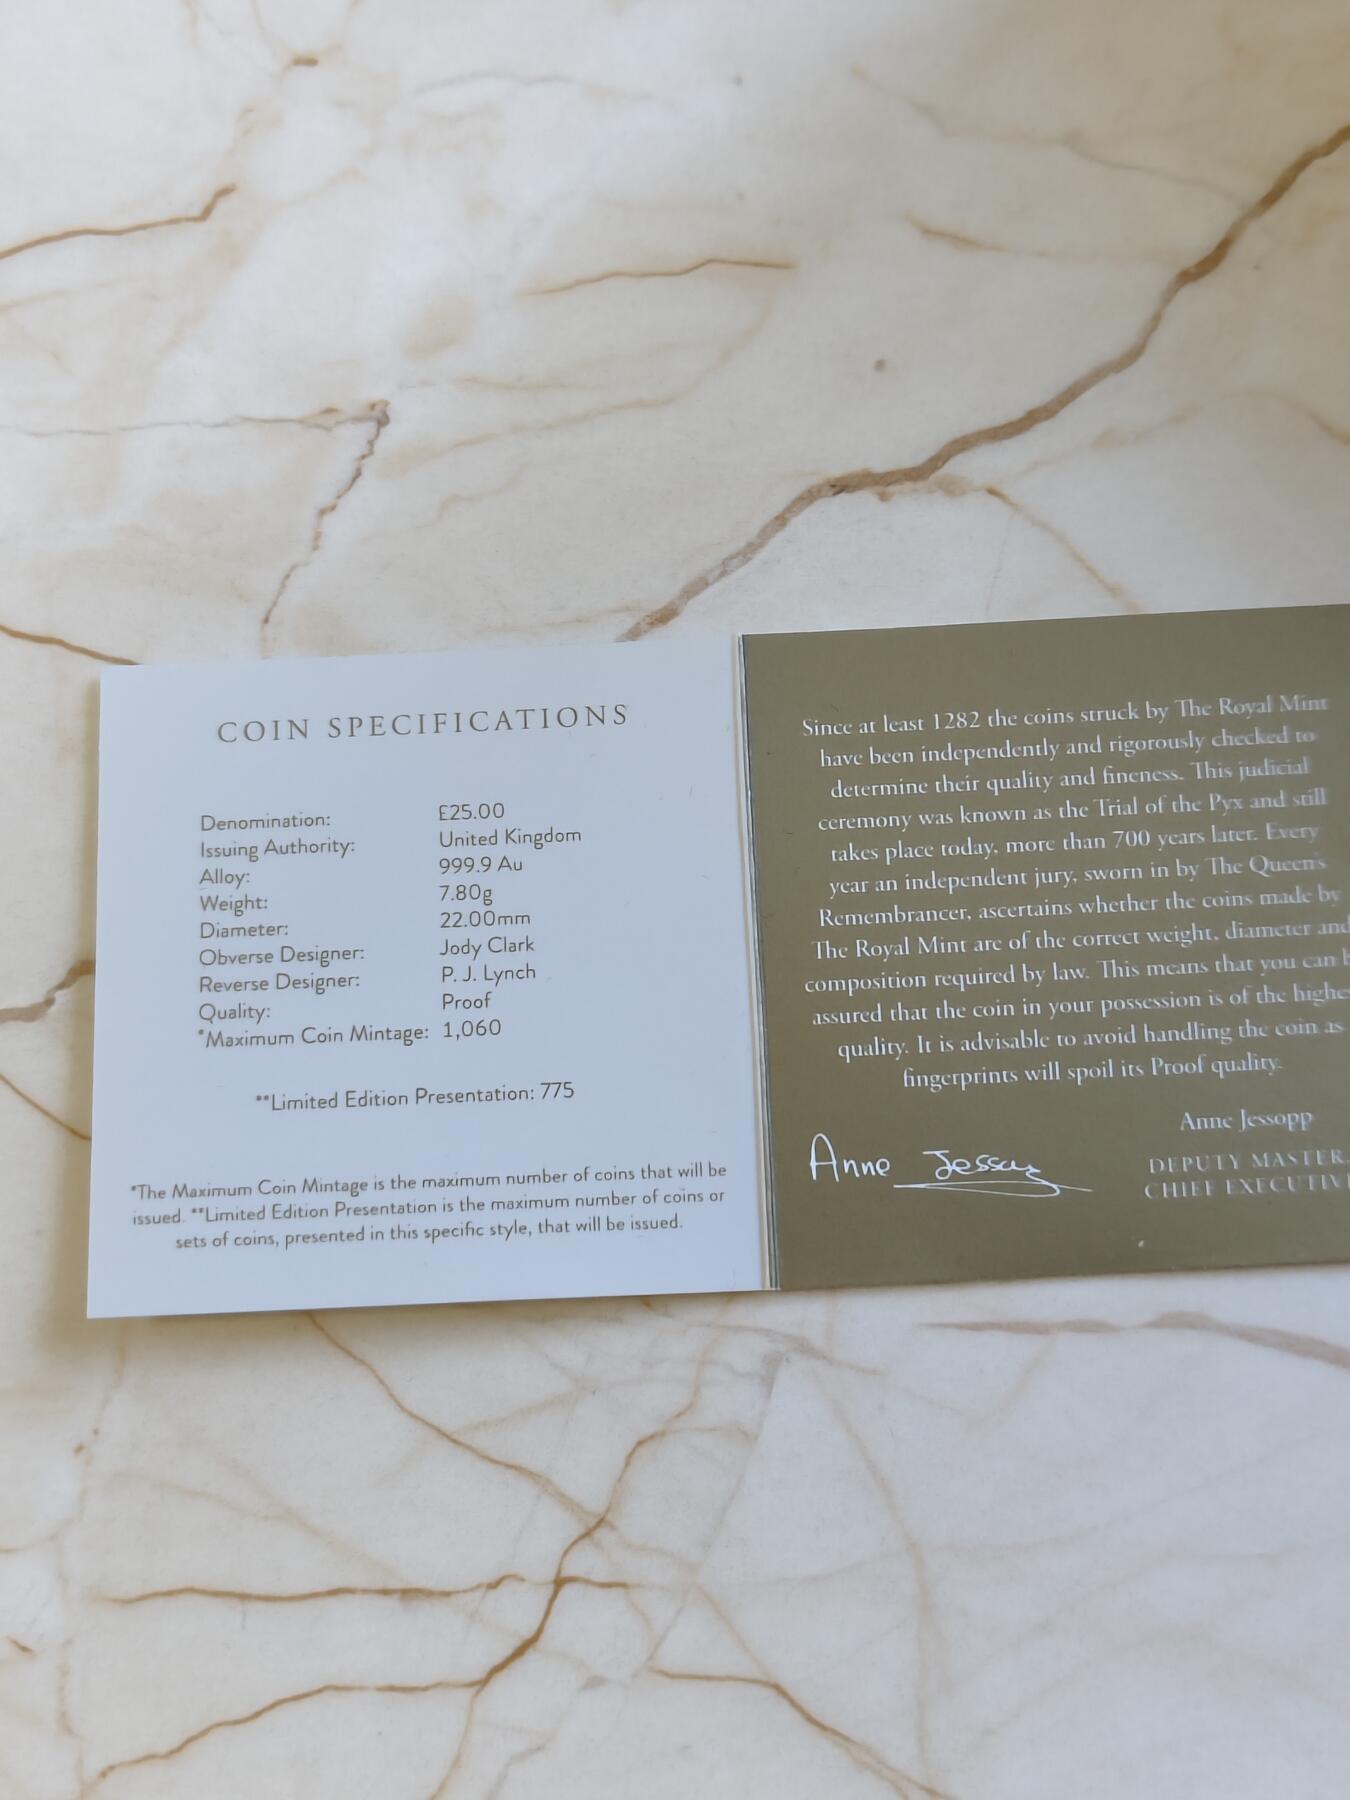 COIN SPECIFICATIONS
Denomination: £25.00
Issuing Authority: United Kingdom
Alloy: 999.9 Au
Weight: 7.80g
Diameter: 22.00mm
Obverse Designer: Jody Clark
Reverse Designer: P. J. Lynch
Quality: Proof
*Maximum Coin Mintage: 1,060
**Limited Edition Presentation: 775
*The Maximum Coin Mintage is the maximum number of coins that will be
issued. **Limited Edition Presentation is the maximum number of coins or
sets of coins, presented in this specific style, that will be issued.
Since at least 1282 the coins struck by The Royal Mint
have been independently and rigorously checked to
determine their quality and fineness. This judicial
ceremony was known as the Trial of the Pyx and still
takes place today, more than 700 years later. Every
year an independent jury, sworn in by The Queen's
Remembrancer, ascertains whether the coins made by
The Royal Mint are of the correct weight, diameter and
composition required by law. This means that you can
assured that the coin in your possession is of the
quality. It is advisable to avoid handling the coin as
fingerprints will spoil its Proof quality.
Anne Jessopp
Anne Jessopp
DEPUTY MASTER,
CHIEF